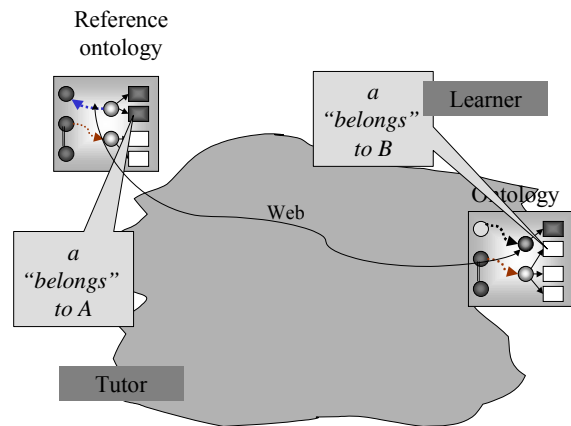 Reference
ontology
a
“belongs”
to B
Learner
Ontology
Web
a
“belongs”
to A
Tutor